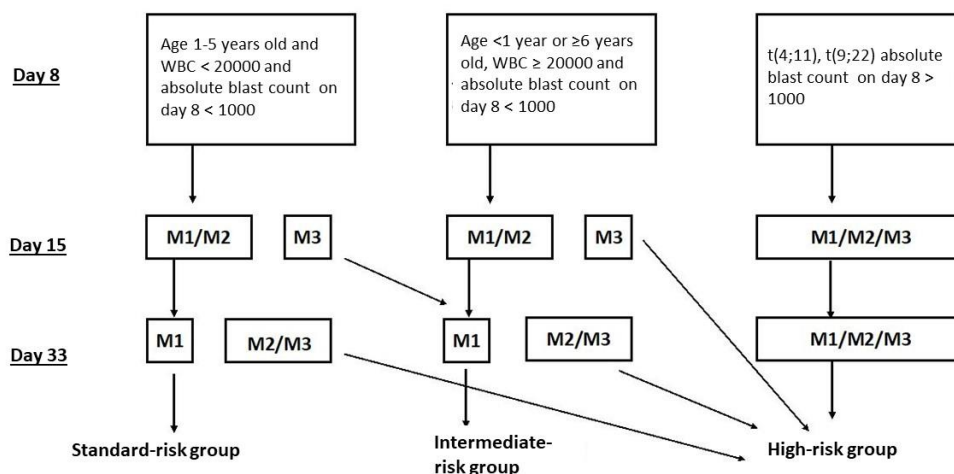 Day 8
Age 1-5 years old and
WBC < 20000 and
absolute blast count on
day 8 < 1000
Age <1 year or ≥6 years
old, WBC ≥ 20000 and
absolute blast count on
day 8 < 1000
t(4;11), t(9;22) absolute
blast count on day 8 >
1000
Day 15
M1/M2
M3
M1/M2
M3
M1/M2/M3
Day 33
M1
M2/M3
M1
M2/M3
M1/M2/M3
Standard-risk group
Intermediate-
risk group
High-risk group